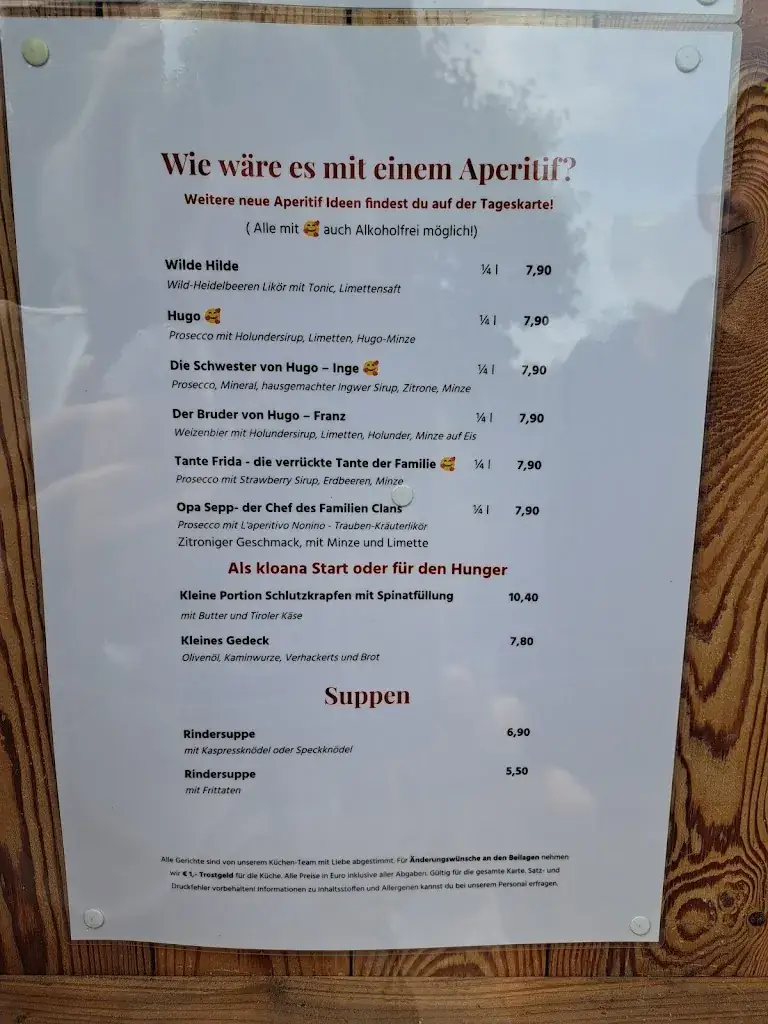 Wie wäre es mit einem Aperitif?
Weitere neue Aperitif Ideen findest du auf der Tageskarte!
( Alle mit 🥰 auch Alkoholfrei möglich!)
Wilde Hilde ¼ l 7,90
Wild-Heidelbeeren Likör mit Tonic, Limettensaft
Hugo 🥰 ¼ l 7,90
Prosecco mit Holundersirup, Limetten, Hugo-Minze
Die Schwester von Hugo – Inge 🥰 ¼ l 7,90
Prosecco, Mineral, hausgemachter Ingwer Sirup, Zitrone, Minze
Der Bruder von Hugo – Franz ¼ l 7,90
Weizenbier mit Holundersirup, Limetten, Holunder, Minze auf Eis
Tante Frida - die verrückte Tante der Familie 🥰 ¼ l 7,90
Prosecco mit Strawberry Sirup, Erdbeeren, Minze
Opa Sepp- der Chef des Familien Clans ¼ l 7,90
Prosecco mit L'aperitivo Nonino - Trauben-Kräuterlikör
Zitroniger Geschmack, mit Minze und Limette
Als kloana Start oder für den Hunger
Kleine Portion Schlutzkrapfen mit Spinatfüllung 10,40
mit Butter und Tiroler Käse
Kleines Gedeck 7,80
Olivenöl, Kaminwurze, Verhackerts und Brot
Suppen
Rindersuppe 6,90
mit Kaspressknödel oder Speckknödel
Rindersuppe 5,50
mit Frittaten
Alle Gerichte sind von unserem Küchen-Team mit Liebe abgestimmt. Für Änderungswünsche an den Beilagen nehmen
wir € 1,- Trostgeld für die Küche. Alle Preise in Euro inklusive aller Abgaben. Gültig für die gesamte Karte. Satz- und
Druckfehler vorbehalten! Informationen zu Inhaltsstoffen und Allergenen kannst du bei unserem Personal erfragen.